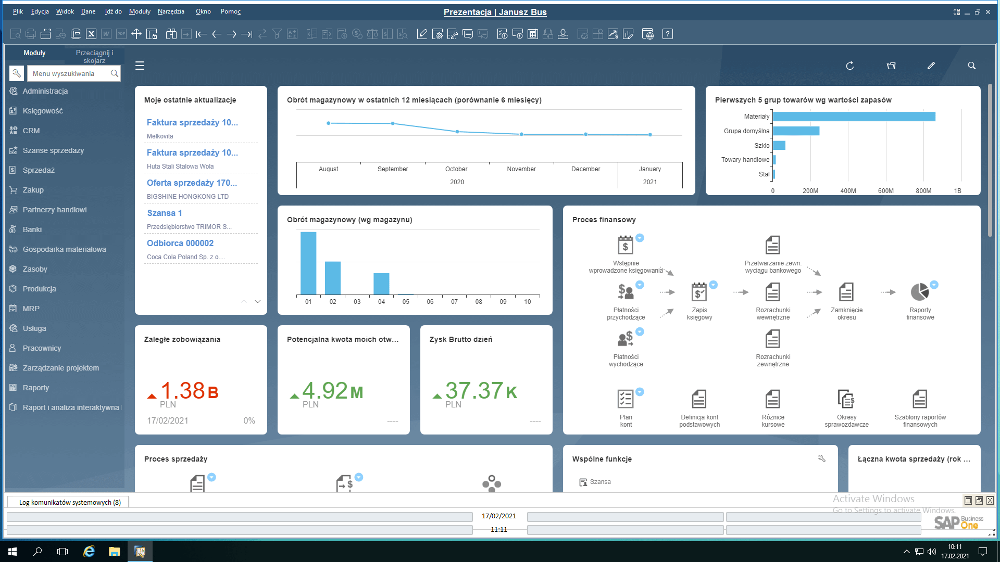 Plik Edycja Widok Dane Idź do Moduły Narzędzia Okno Pomoc
Prezentacja | Janusz Bus
Moduły
Przeciągnij i
skojarz
Menu wyszukiwania
Administracja
Księgowość
CRM
Szanse sprzedaży
Sprzedaż
Zakup
Partnerzy handlowi
Banki
Gospodarka materiałowa
Zasoby
Produkcja
MRP
Usługa
Pracownicy
Zarządzanie projektem
Raporty
Raport i analiza interaktywna
Moje ostatnie aktualizacje
Faktura sprzedaży 10...
Melkovita
Faktura sprzedaży 10...
Huta Stali Stalowa Wola
Oferta sprzedaży 170...
BIGSHINE HONGKONG LTD
Szansa 1
Przedsiębiorstwo TRIMOR S...
Odbiorca 000002
Coca Cola Poland Sp. z o....
Obrót magazynowy w ostatnich 12 miesiącach (porównanie 6 miesięcy)
August September October November December January
2020 2021
Pierwszych 5 grup towarów wg wartości zapasów
Materiały
Grupa domyślna
Szkło
Towary handlowe
Stal
0 200M 400M 600M 800M 1B
Obrót magazynowy (wg magazynu)
01 02 03 04 05 06 07 08 09 10
Proces finansowy
Wstępnie
wprowadzone księgowania
Przetwarzanie zewn.
wyciągu bankowego
Płatności
przychodzące
Zapis
księgowy
Rozrachunki
wewnętrzne
Zamknięcie
okresu
Raporty
finansowe
Płatności
wychodzące
Rozrachunki
zewnętrzne
Plan
kont
Definicja kont
podstawowych
Różnice
kursowe
Okresy
sprawozdawcze
Szablony raportów
finansowych
Zaległe zobowiązania
1.38B
PLN
17/02/2021 0%
Potencjalna kwota moich otw...
4.92M
PLN
----
Zysk Brutto dzień
37.37K
PLN
----
Proces sprzedaży
Wspólne funkcje
Szansa
Łączna kwota sprzedaży (rok ...
Log komunikatów systemowych (8)
17/02/2021
11:11
Activate Windows
Go to Settings to activate Windows.
SAP Business
One
10:11
17.02.2021